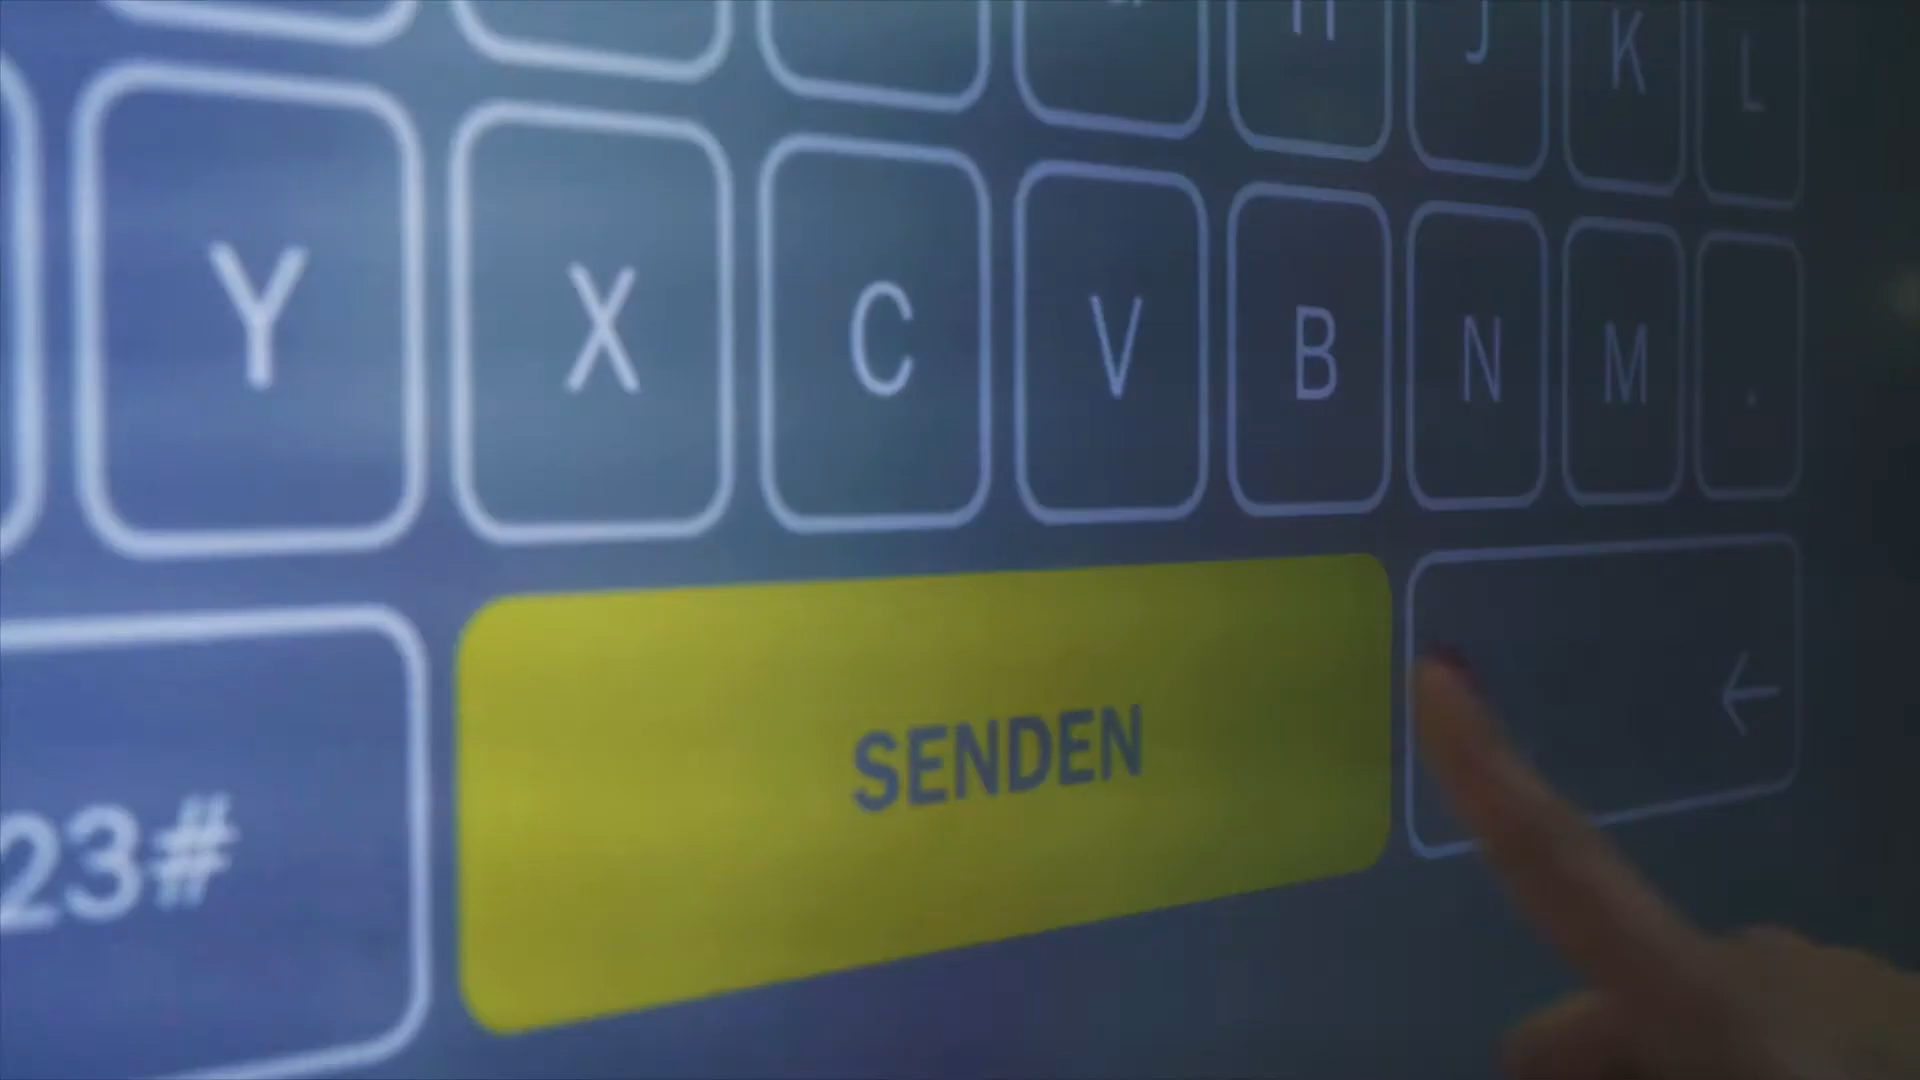 H J K L
Y X C V B N M .
23# SENDEN ←